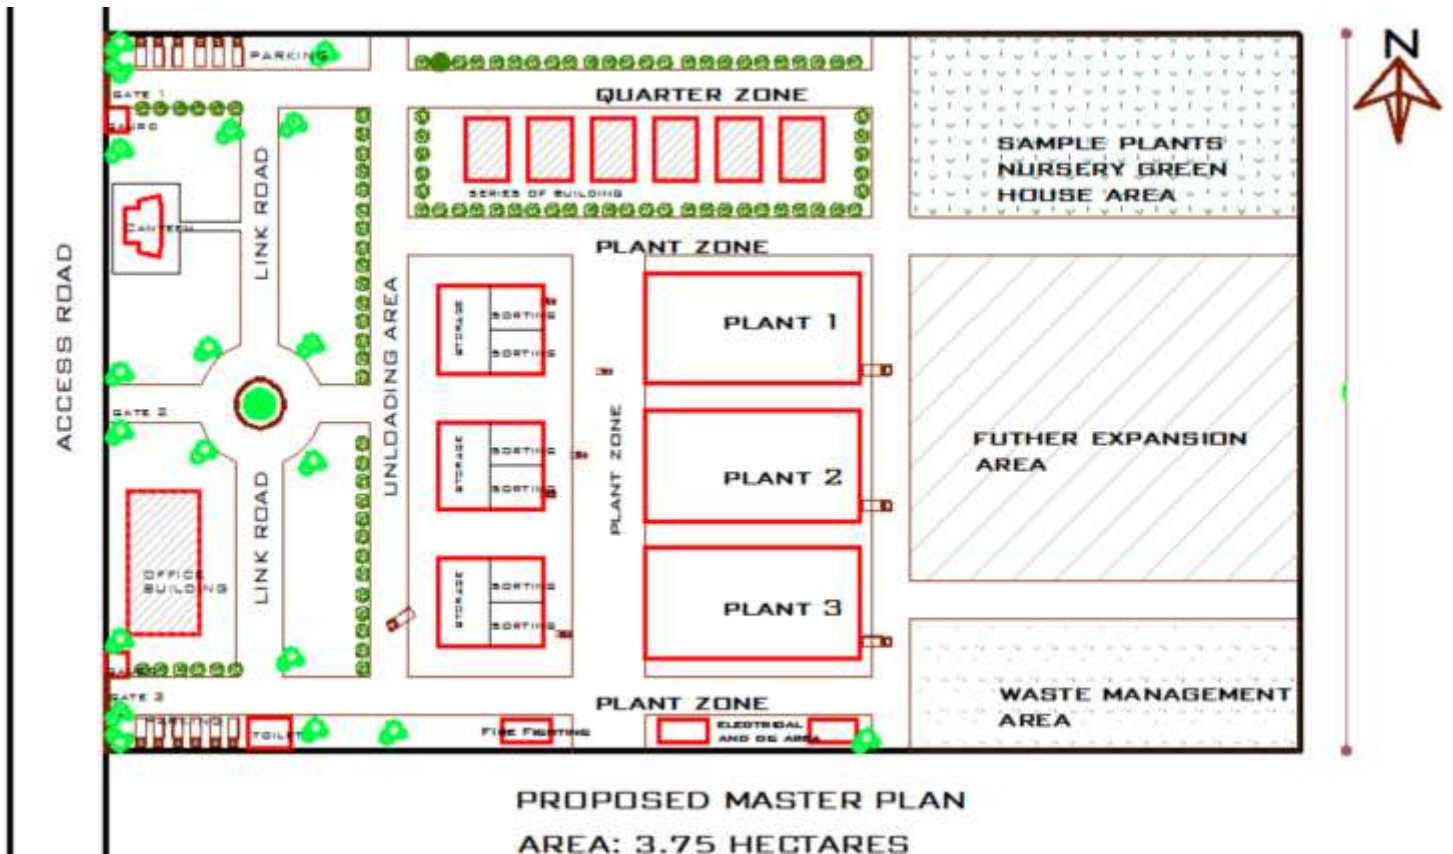 N
PARKING
GATE 1
QUARTER ZONE
SAMPLE PLANTS
NURSERY GREEN
HOUSE AREA
SERIES OF BUILDING
LINK ROAD
CANTEEN
PLANT ZONE
ACCESS ROAD
UNLOADING AREA
STORAGE
SORTING
SORTING
PLANT 1
GATE 2
PLANT ZONE
STORAGE
SORTING
SORTING
PLANT 2
FUTHER EXPANSION
AREA
LINK ROAD
OFFICE
BUILDING
STORAGE
SORTING
SORTING
PLANT 3
GATE 3
PLANT ZONE
WASTE MANAGEMENT
AREA
PARKING
TOILET
FIRE FIGHTING
ELECTRICAL
AND DG AREA
PROPOSED MASTER PLAN
AREA: 3.75 HECTARES